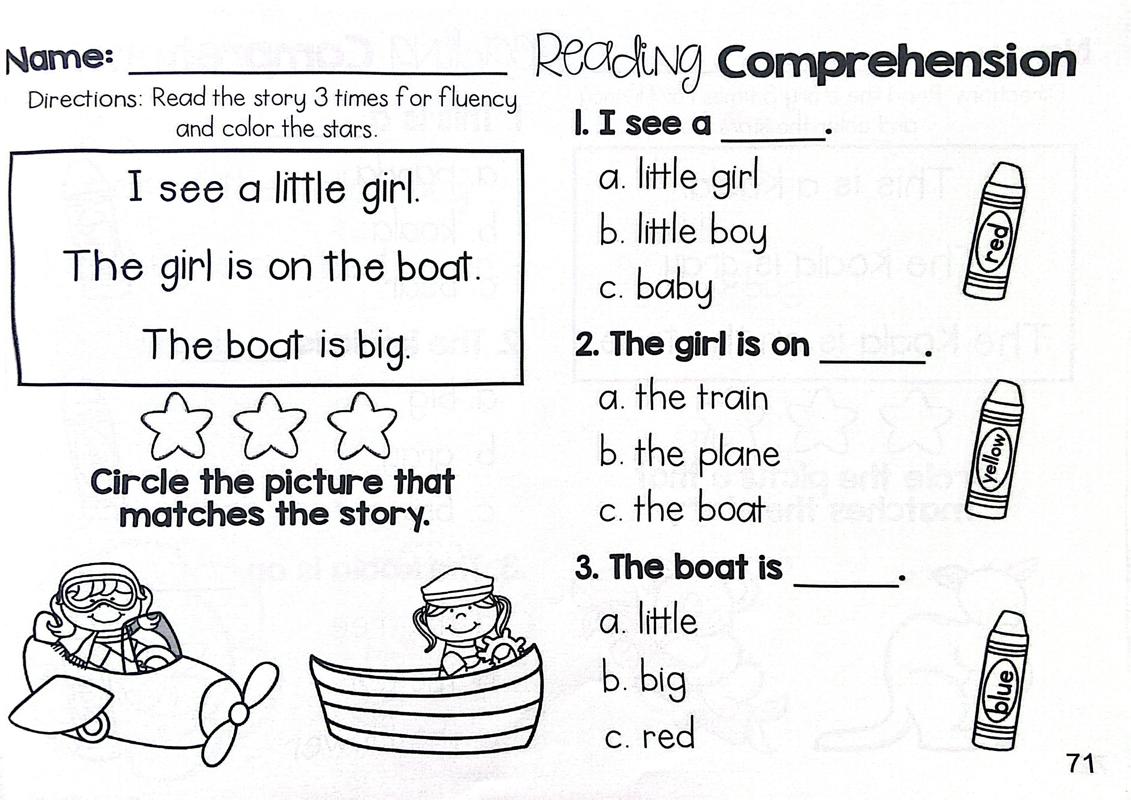 Name: ____________
Reading Comprehension
Directions: Read the story 3 times for fluency
and color the stars.
I see a little girl.
The girl is on the boat.
The boat is big.
Circle the picture that
matches the story.
1. I see a ______.
a. little girl
b. little boy
c. baby
red
2. The girl is on ______.
a. the train
b. the plane
c. the boat
yellow
3. The boat is ______.
a. little
b. big
c. red
blue
71